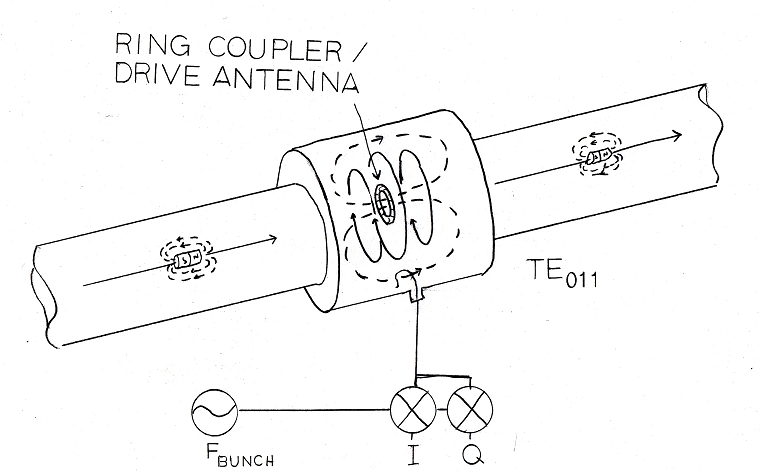 RING COUPLER /
DRIVE ANTENNA
S N
S N
TE011
FBUNCH
I
Q